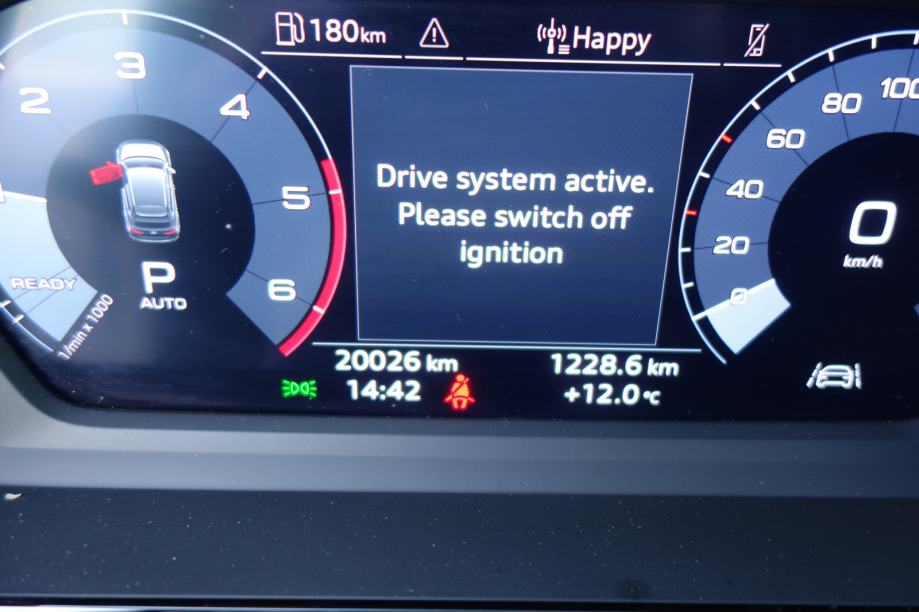 180km
Happy
2
3
4
5
6
READY
1/min x 1000
P
AUTO
Drive system active.
Please switch off
ignition
0
20
40
60
80
100
0
km/h
20026 km
1228.6 km
14:42
+12.0 °C